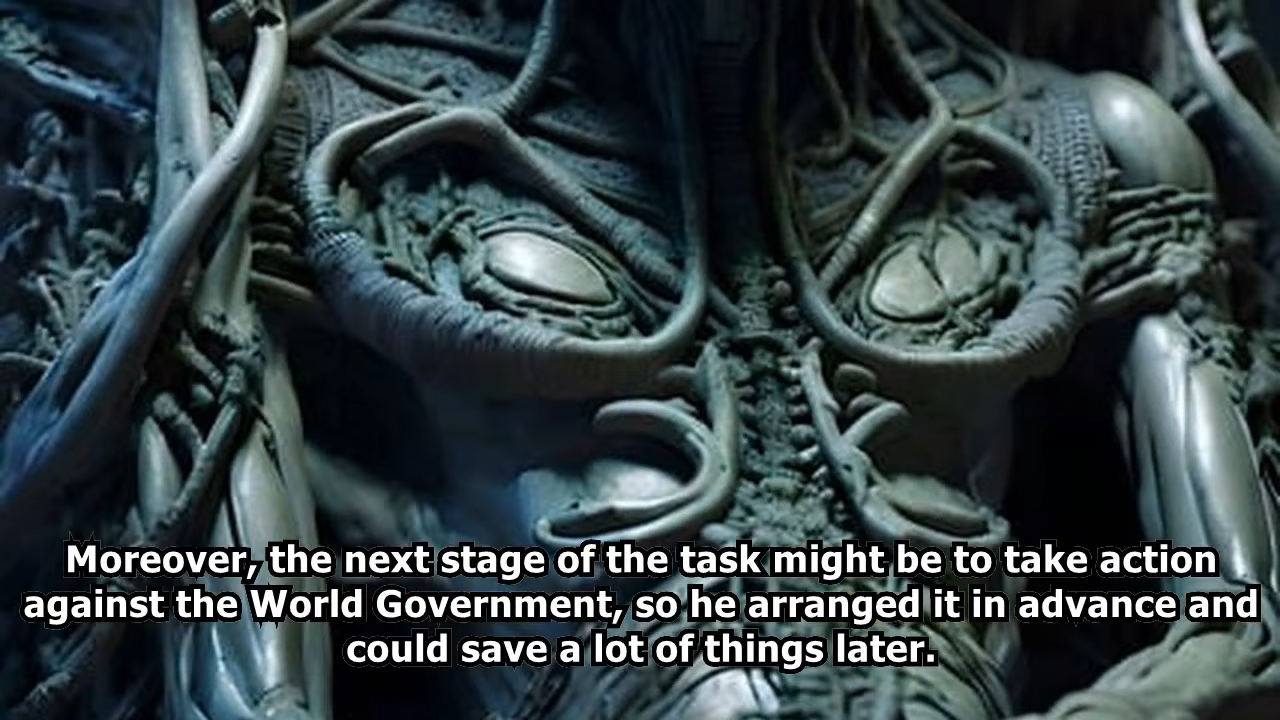 Moreover, the next stage of the task might be to take action
against the World Government, so he arranged it in advance and
could save a lot of things later.